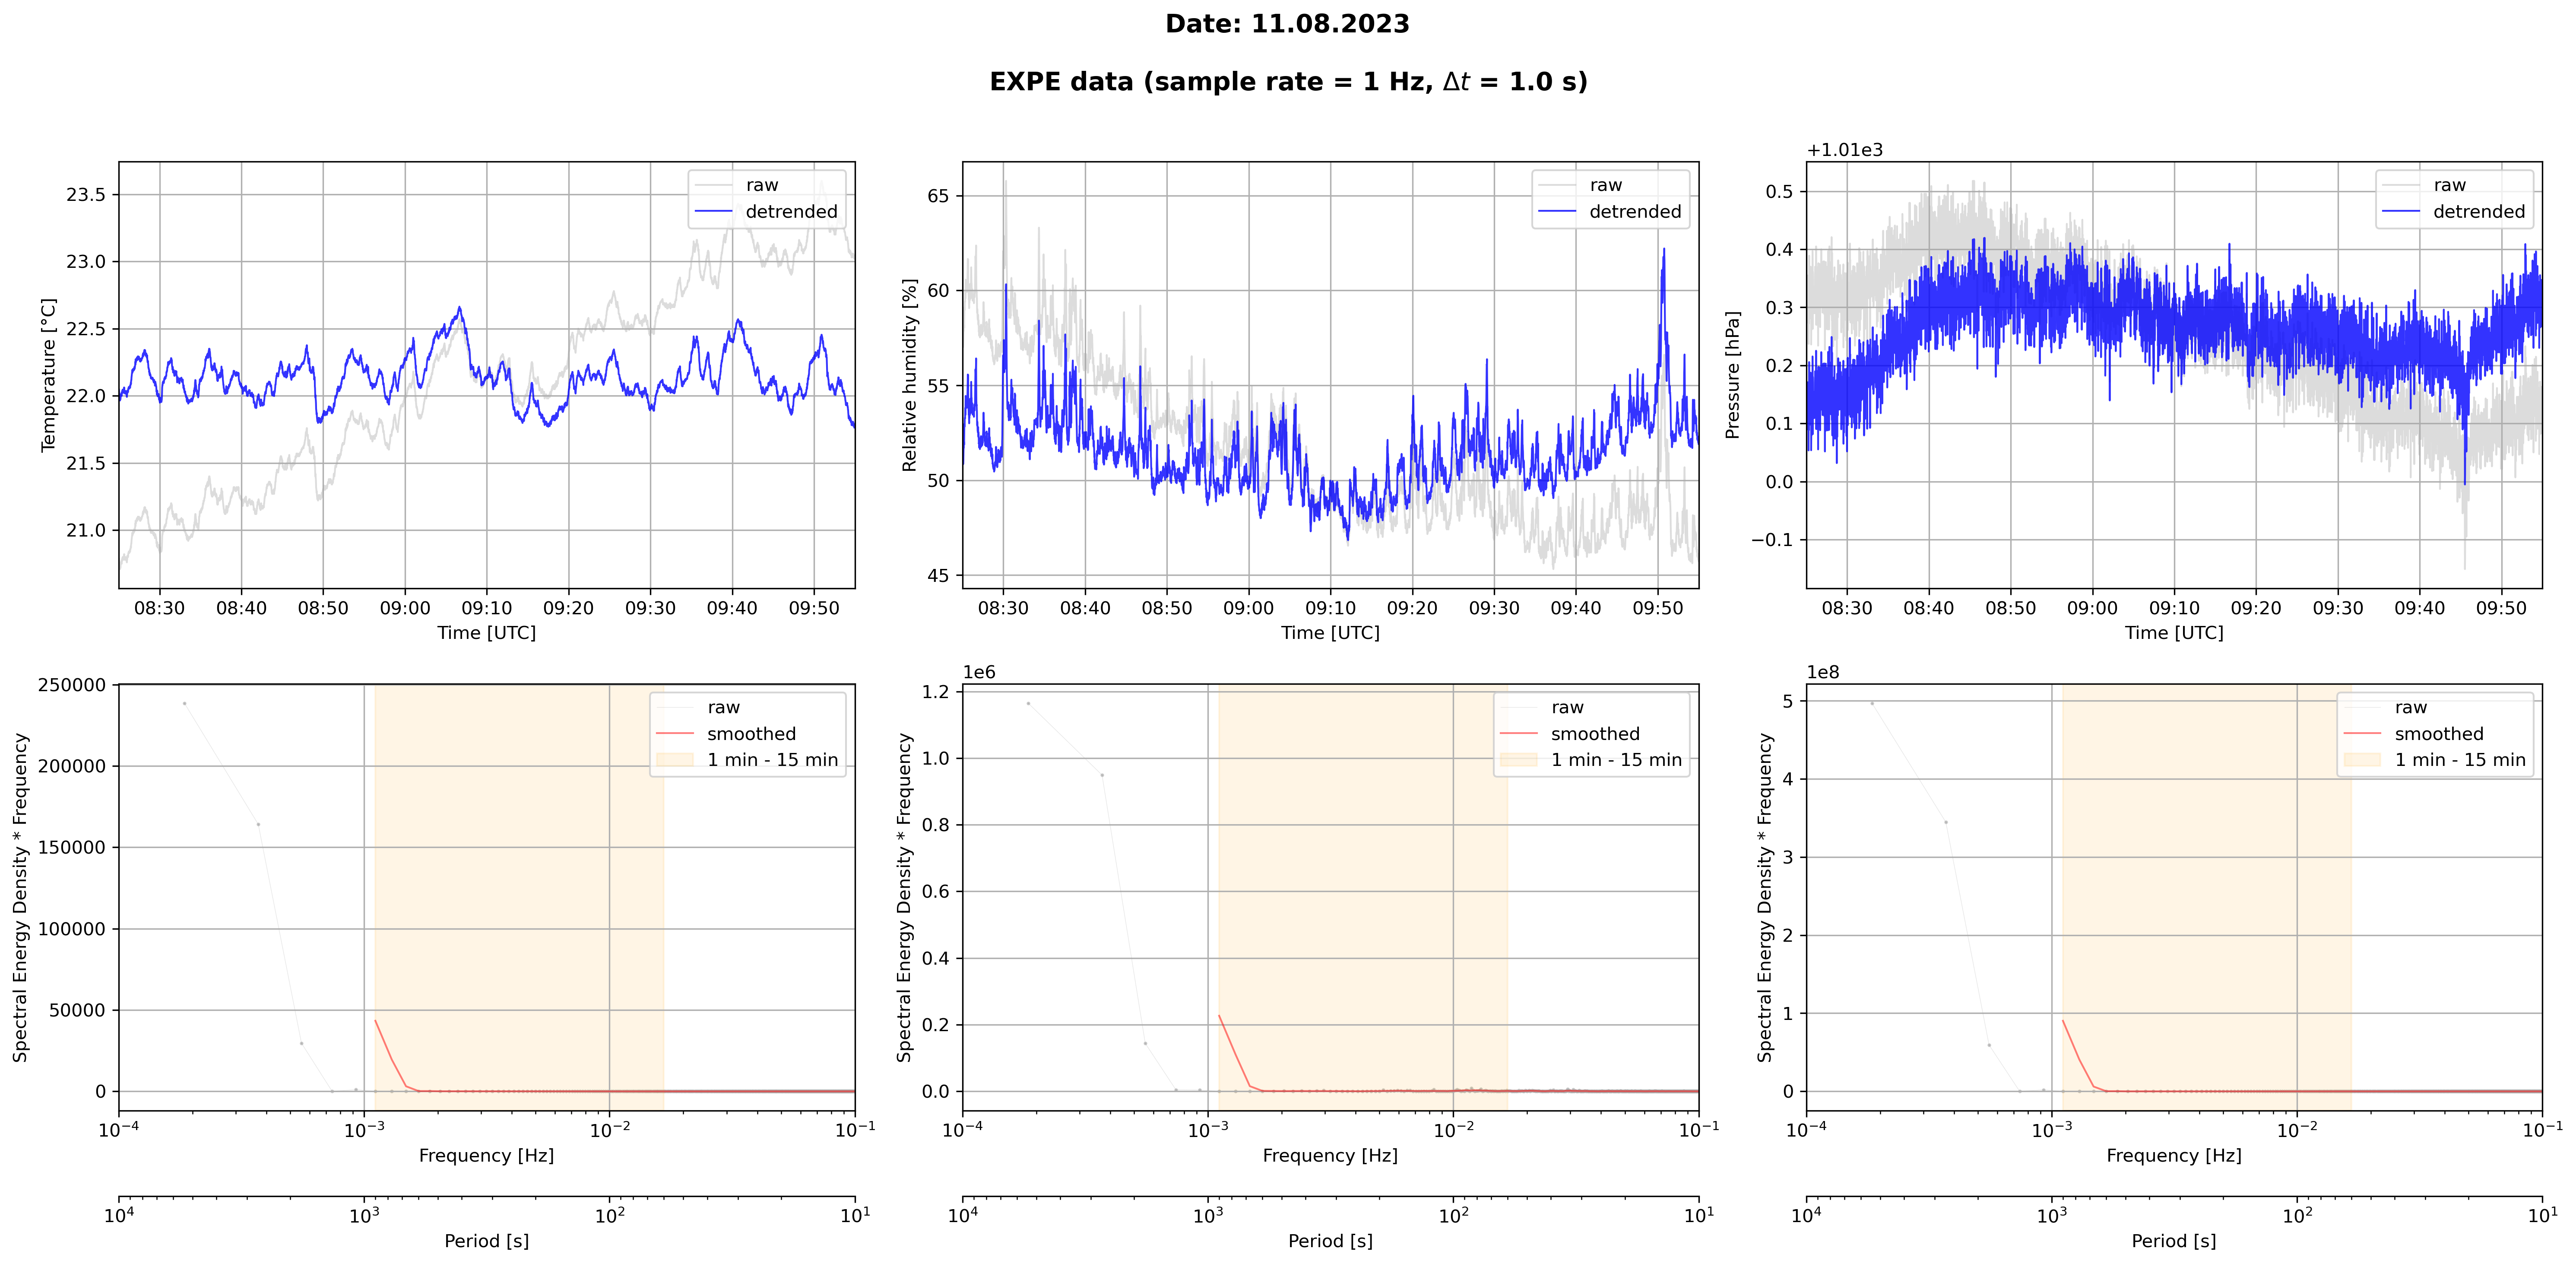 Date: 11.08.2023
EXPE data (sample rate = 1 Hz, Δt = 1.0 s)
Temperature [°C]
23.5
23.0
22.5
22.0
21.5
21.0
raw
detrended
08:30 08:40 08:50 09:00 09:10 09:20 09:30 09:40 09:50
Time [UTC]
Relative humidity [%]
65
60
55
50
45
raw
detrended
08:30 08:40 08:50 09:00 09:10 09:20 09:30 09:40 09:50
Time [UTC]
+1.01e3
Pressure [hPa]
0.5
0.4
0.3
0.2
0.1
0.0
−0.1
raw
detrended
08:30 08:40 08:50 09:00 09:10 09:20 09:30 09:40 09:50
Time [UTC]
Spectral Energy Density * Frequency
250000
200000
150000
100000
50000
0
raw
smoothed
1 min - 15 min
10⁻⁴ 10⁻³ 10⁻² 10⁻¹
Frequency [Hz]
10⁴ 10³ 10² 10¹
Period [s]
1e6
Spectral Energy Density * Frequency
1.2
1.0
0.8
0.6
0.4
0.2
0.0
raw
smoothed
1 min - 15 min
10⁻⁴ 10⁻³ 10⁻² 10⁻¹
Frequency [Hz]
10⁴ 10³ 10² 10¹
Period [s]
1e8
Spectral Energy Density * Frequency
5
4
3
2
1
0
raw
smoothed
1 min - 15 min
10⁻⁴ 10⁻³ 10⁻² 10⁻¹
Frequency [Hz]
10⁴ 10³ 10² 10¹
Period [s]